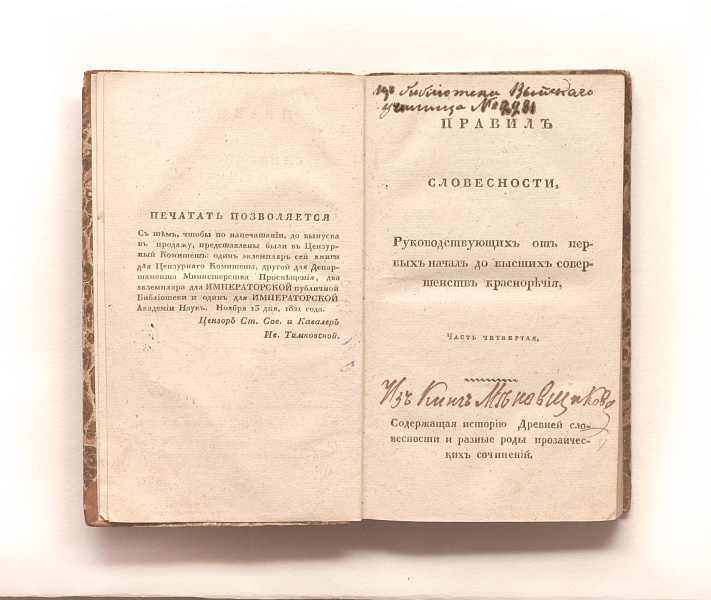 ПЕЧАТАТЬ ПОЗВОЛЯЕТСЯ
Съ тѣмъ, чтобы по напечатаніи, до выпуска
въ продажу, представлены были въ Цензур-
ный Комитетъ: одинъ экземпляръ сей книги
для Цензурнаго Комитета, другой для Депар-
тамента Министерства Просвѣщенія, два
экземпляра для ИМПЕРАТОРСКОЙ публичной
Библіотеки и одинъ для ИМПЕРАТОРСКОЙ
Академіи Наукъ. Ноября 15 дня, 1821 года.
Цензоръ Ст. Сов. и Кавалеръ
Ив. Тимковской.
изъ библіотеки
училища №
ПРАВИЛЪ
СЛОВЕСНОСТИ,
Руководствующихъ отъ пер-
выхъ началъ до высшихъ совер-
шенствъ краснорѣчія,
Часть четвертая,
Изъ Книгъ Мѣновщикова
Содержащая исторію Древней сло-
весности и разные роды прозаичес-
кихъ сочиненій.